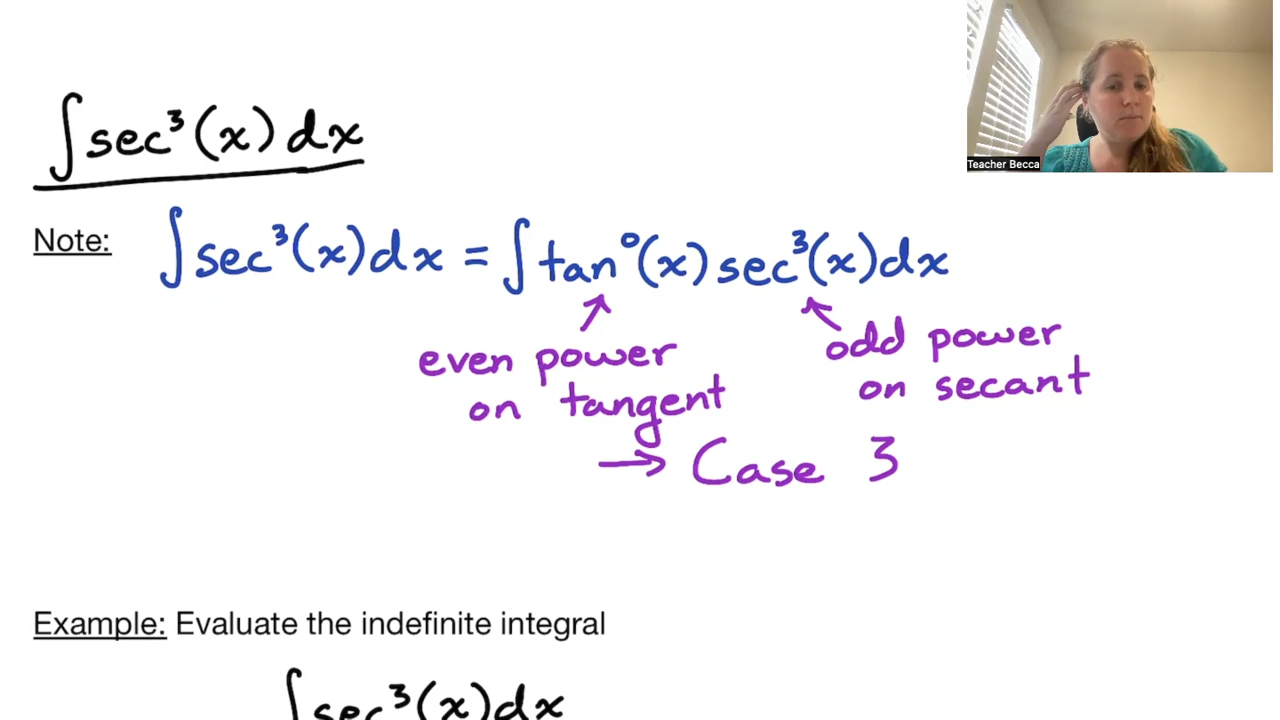 ∫sec³(x)dx
Teacher Becca
Note: ∫sec³(x)dx = ∫tan⁰(x) sec³(x)dx
even power
on tangent
odd power
on secant
→ Case 3
Example: Evaluate the indefinite integral
∫sec³(x)dx